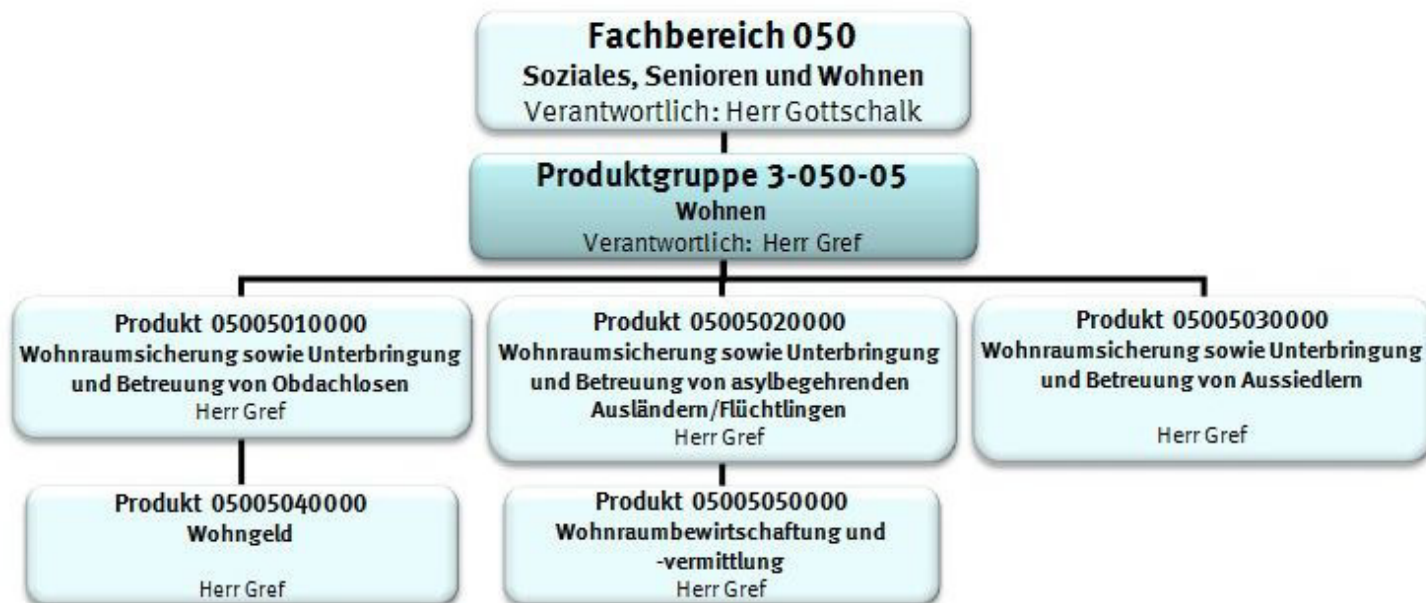 Fachbereich 050
Soziales, Senioren und Wohnen
Verantwortlich: Herr Gottschalk
Produktgruppe 3-050-05
Wohnen
Verantwortlich: Herr Gref
Produkt 05005010000
Wohnraumsicherung sowie Unterbringung
und Betreuung von Obdachlosen
Herr Gref
Produkt 05005020000
Wohnraumsicherung sowie Unterbringung
und Betreuung von asylbegehrenden
Ausländern/Flüchtlingen
Herr Gref
Produkt 05005030000
Wohnraumsicherung sowie Unterbringung
und Betreuung von Aussiedlern
Herr Gref
Produkt 05005040000
Wohngeld
Herr Gref
Produkt 05005050000
Wohnraumbewirtschaftung und
-vermittlung
Herr Gref